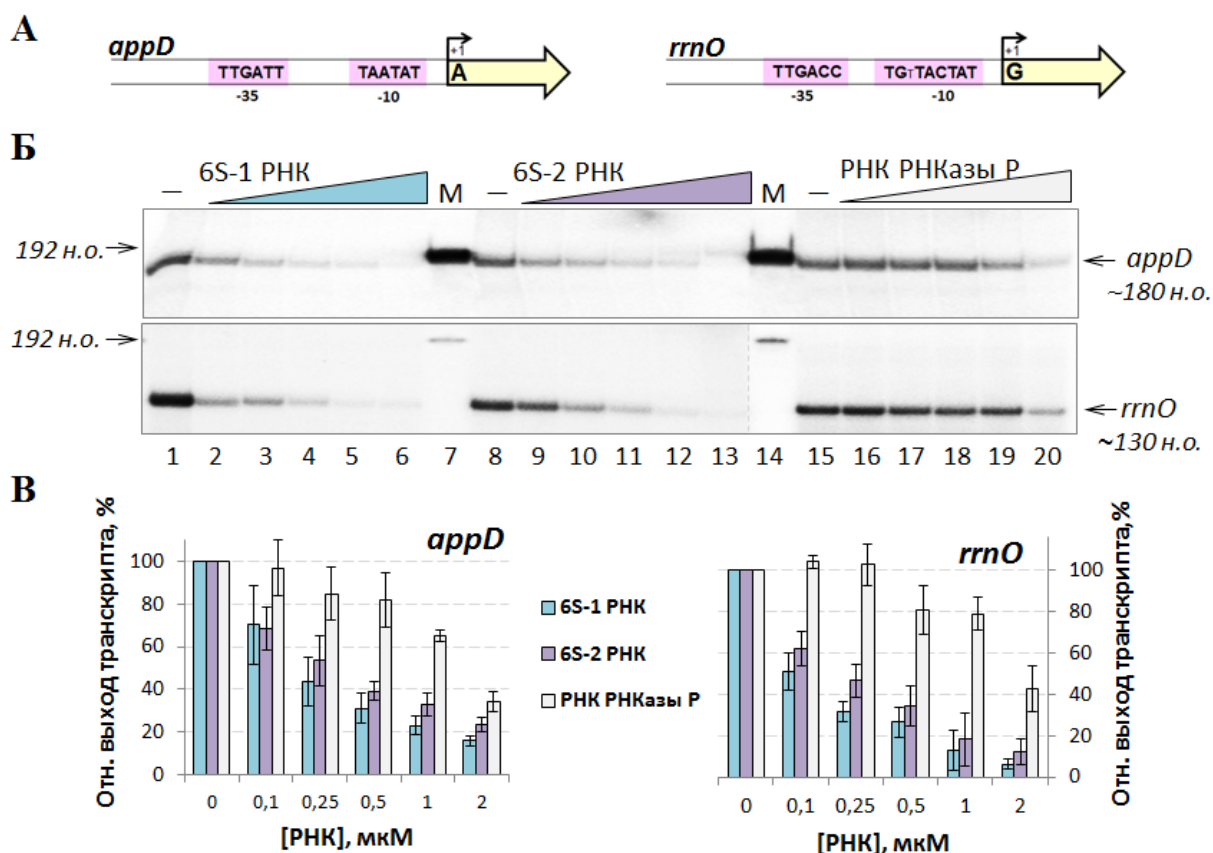 А
appD
rrnO
+1
+1
TTGATT
TAATAT
A
TTGACC
TGTTACTAT
G
-35
-10
-35
-10
Б
6S-1 РНК
6S-2 РНК
РНК РНКазы Р
—
M
—
M
—
192 н.о.
appD
~180 н.о.
192 н.о.
rrnO
~130 н.о.
1 2 3 4 5 6 7 8 9 10 11 12 13 14 15 16 17 18 19 20
В
Отн. выход транскрипта, %
appD
100
80
60
40
20
0
0 0,1 0,25 0,5 1 2
[РНК], мкМ
6S-1 РНК
6S-2 РНК
РНК РНКазы Р
rrnO
100
80
60
40
20
0
Отн. выход транскрипта,%
0 0,1 0,25 0,5 1 2
[РНК], мкМ